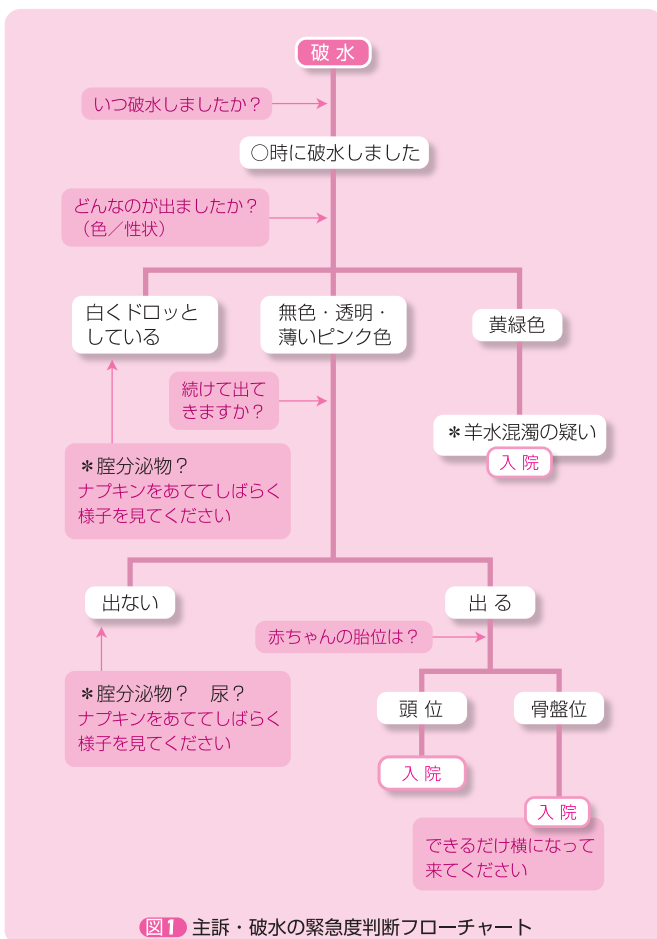 破水
いつ破水しましたか？
○時に破水しました
どんなのが出ましたか？
（色／性状）
白くドロッと
している
無色・透明・
薄いピンク色
黄緑色
続けて出て
きますか？
＊羊水混濁の疑い
入院
＊腟分泌物？
ナプキンをあててしばらく
様子を見てください
出ない
出る
赤ちゃんの胎位は？
＊腟分泌物？　尿？
ナプキンをあててしばらく
様子を見てください
頭位
骨盤位
入院
入院
できるだけ横になって
来てください
図1 主訴・破水の緊急度判断フローチャート